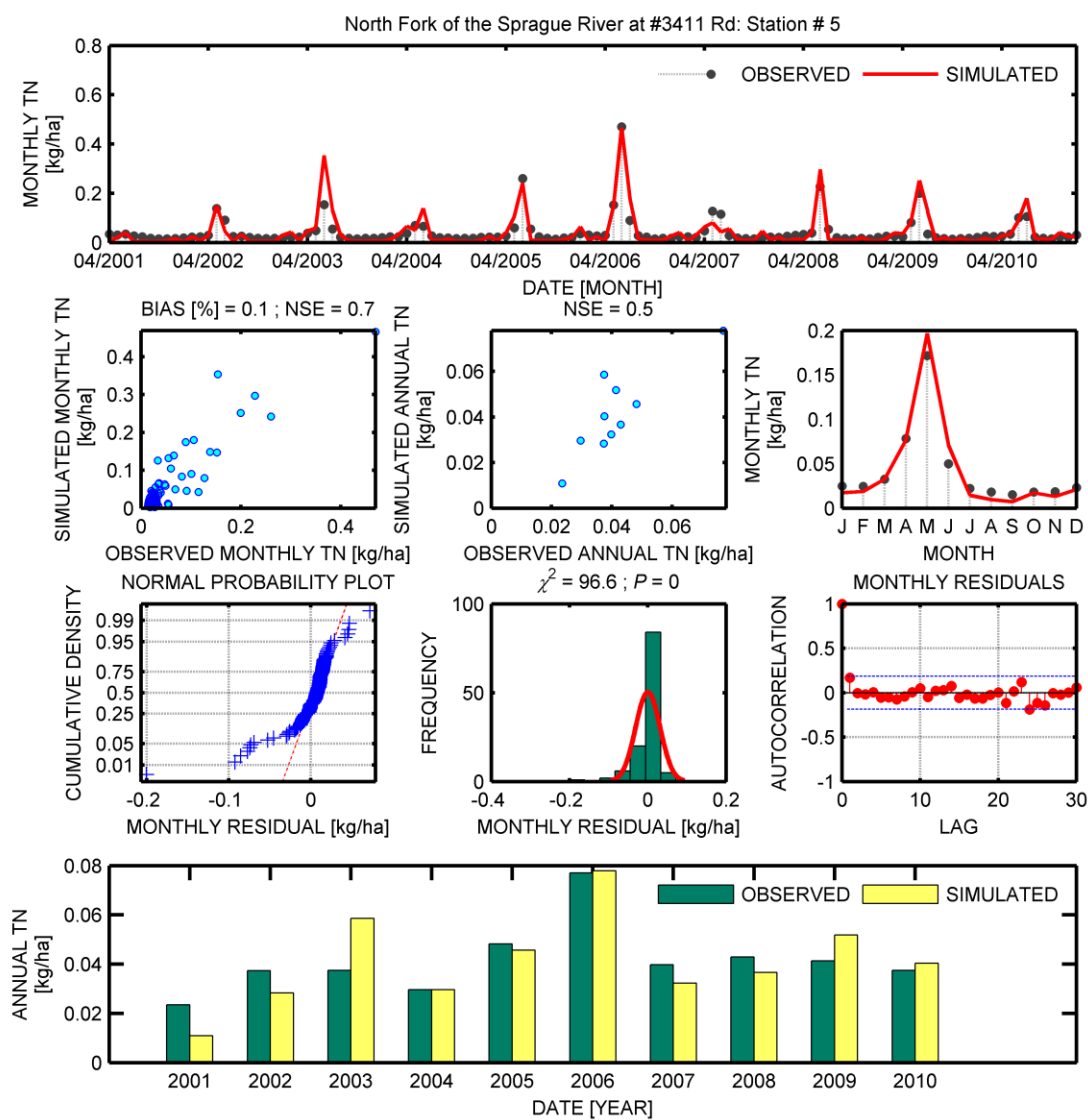 North Fork of the Sprague River at #3411 Rd: Station # 5
MONTHLY TN
[kg/ha]
0.8
0.6
0.4
0.2
0
OBSERVED
SIMULATED
04/2001 04/2002 04/2003 04/2004 04/2005 04/2006 04/2007 04/2008 04/2009 04/2010
DATE [MONTH]
BIAS [%] = 0.1 ; NSE = 0.7
SIMULATED MONTHLY TN
[kg/ha]
0.4
0.3
0.2
0.1
0
0 0.2 0.4
OBSERVED MONTHLY TN [kg/ha]
NSE = 0.5
SIMULATED ANNUAL TN
[kg/ha]
0.06
0.04
0.02
0
0 0.02 0.04 0.06
OBSERVED ANNUAL TN [kg/ha]
MONTHLY TN
[kg/ha]
0.2
0.15
0.1
0.05
0
J F M A M J J A S O N D
MONTH
NORMAL PROBABILITY PLOT
CUMULATIVE DENSITY
0.99
0.95
0.75
0.5
0.25
0.05
0.01
-0.2 -0.1 0
MONTHLY RESIDUAL [kg/ha]
χ² = 96.6 ; P = 0
FREQUENCY
100
50
0
-0.4 -0.2 0 0.2
MONTHLY RESIDUAL [kg/ha]
MONTHLY RESIDUALS
AUTOCORRELATION
1
0.5
0
-0.5
-1
0 10 20 30
LAG
ANNUAL TN
[kg/ha]
0.08
0.06
0.04
0.02
0
OBSERVED
SIMULATED
2001 2002 2003 2004 2005 2006 2007 2008 2009 2010
DATE [YEAR]